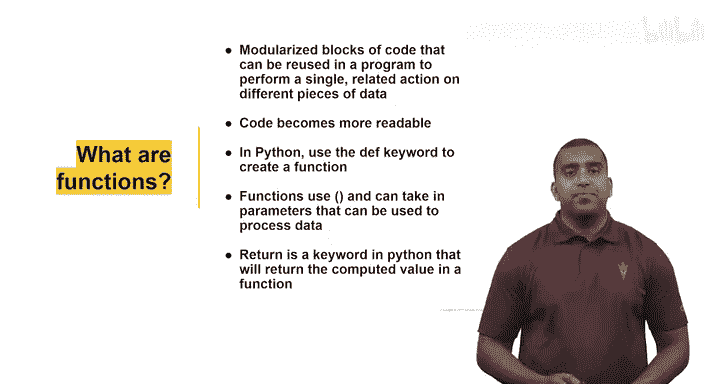 What are
functions?
● Modularized blocks of code that
can be reused in a program to
perform a single, related action on
different pieces of data
● Code becomes more readable
● In Python, use the def keyword to
create a function
● Functions use () and can take in
parameters that can be used to
process data
● Return is a keyword in python that
will return the computed value in a
function